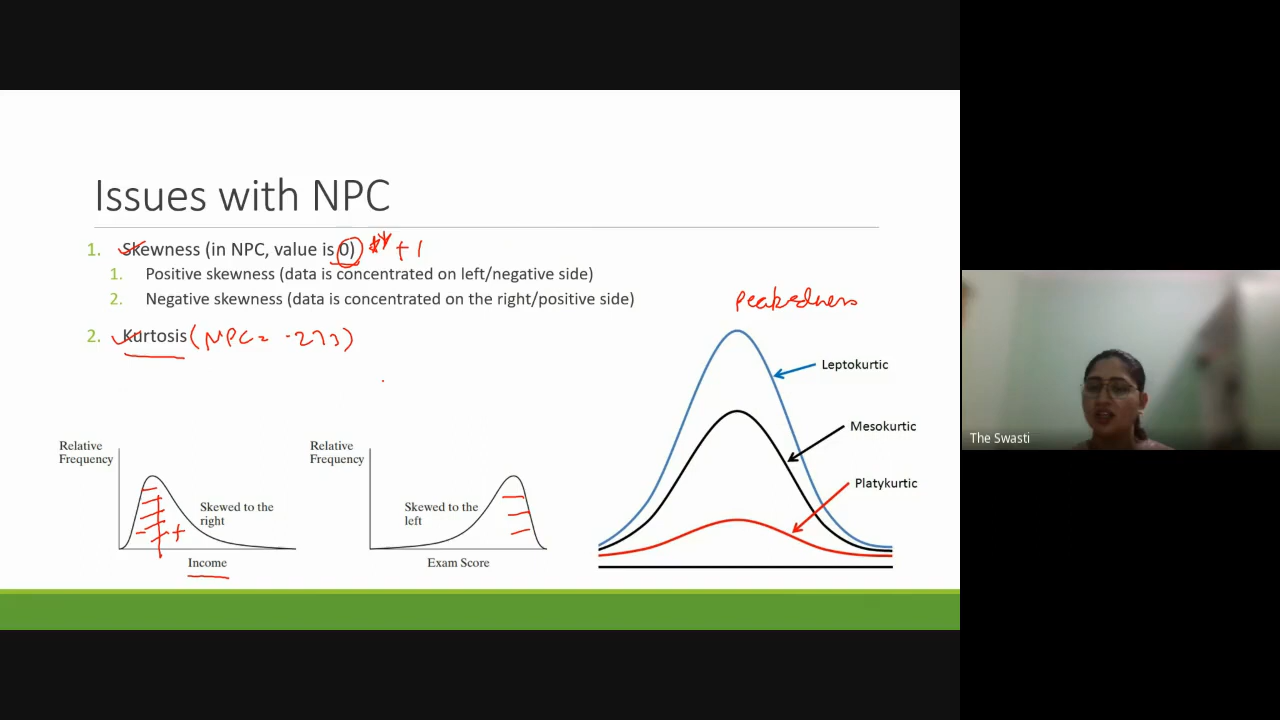 Issues with NPC
1. Skewness (in NPC, value is 0) +1
1. Positive skewness (data is concentrated on left/negative side)
2. Negative skewness (data is concentrated on the right/positive side)
2. Kurtosis (NPC = .273)
Peakedness
Leptokurtic
Mesokurtic
Platykurtic
Relative
Frequency
Skewed to the
right
+
Income
Relative
Frequency
Skewed to the
left
Exam Score
The Swasti